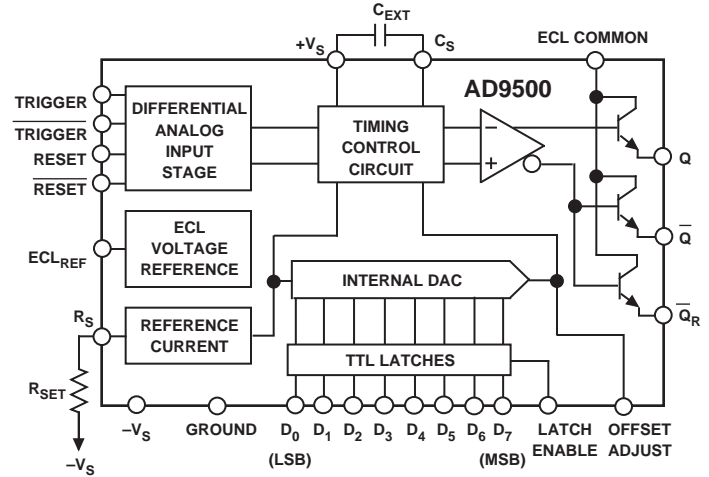 C_EXT
+V_S
C_S
ECL COMMON
AD9500
TRIGGER
TRIGGER
RESET
RESET
DIFFERENTIAL
ANALOG
INPUT
STAGE
TIMING
CONTROL
CIRCUIT
−
+
Q
Q̅
Q̅_R
ECL_REF
ECL
VOLTAGE
REFERENCE
INTERNAL DAC
R_S
REFERENCE
CURRENT
TTL LATCHES
R_SET
–V_S
–V_S
GROUND
D_0
D_1
D_2
D_3
D_4
D_5
D_6
D_7
(LSB)
(MSB)
LATCH
ENABLE
OFFSET
ADJUST